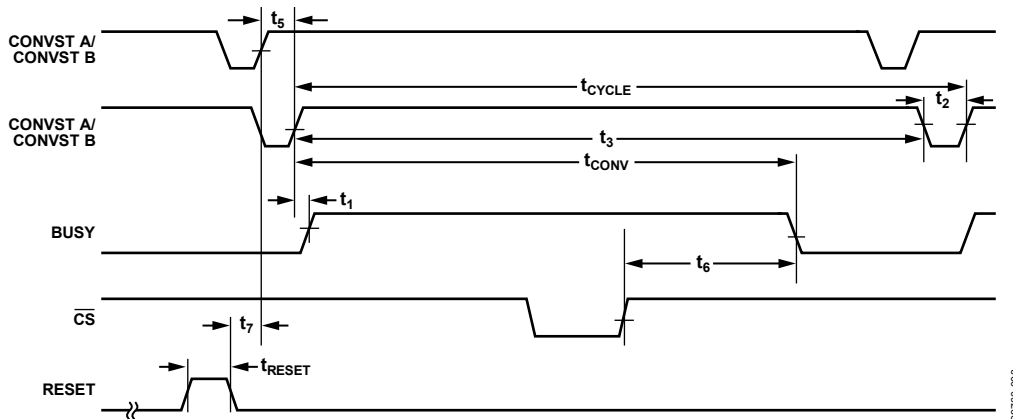 t5
CONVST A/
CONVST B
tCYCLE
t2
CONVST A/
CONVST B
t3
tCONV
t1
BUSY
t6
CS
t7
tRESET
RESET